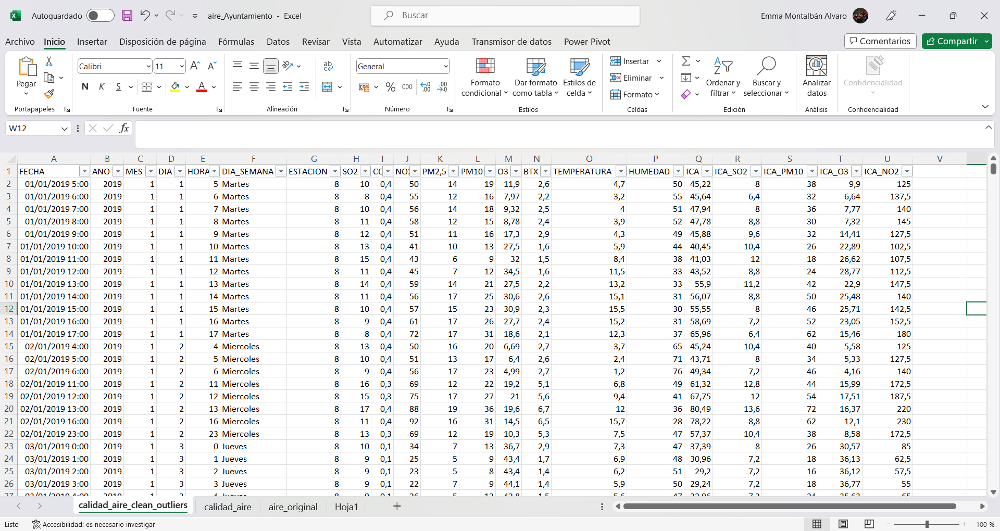 Autoguardado aire_Ayuntamiento - Excel Buscar Emma Montalbán Alvaro
Archivo Inicio Insertar Disposición de página Fórmulas Datos Revisar Vista Automatizar Ayuda Transmisor de datos Power Pivot Comentarios Compartir
Pegar
Portapapeles
Calibri 11
N K S
Fuente
Alineación
General
% 000
Número
Formato condicional
Dar formato como tabla
Estilos de celda
Estilos
Insertar
Eliminar
Formato
Celdas
Ordenar y filtrar
Buscar y seleccionar
Edición
Analizar datos
Análisis
Confidencialidad
Confidencialidad
W12 fx
A B C D E F G H I J K L M N O P Q R S T U V
1 FECHA ANO MES DIA HORA DIA_SEMANA ESTACION SO2 NO2 PM2,5 PM10 O3 BTX TEMPERATURA HUMEDAD ICA ICA_SO2 ICA_PM10 ICA_O3 ICA_NO2
2 01/01/2019 5:00 2019 1 1 5 Martes 8 10 0,4 50 14 19 11,9 2,6 4,7 50 45,22 8 38 9,9 125
3 01/01/2019 6:00 2019 1 1 6 Martes 8 8 0,4 55 12 16 7,97 2,2 3,2 55 45,64 6,4 32 6,64 137,5
4 01/01/2019 7:00 2019 1 1 7 Martes 8 10 0,4 56 14 18 9,32 2,5 4 51 47,94 8 36 7,77 140
5 01/01/2019 8:00 2019 1 1 8 Martes 8 11 0,4 58 12 15 8,78 2,4 3,9 52 47,78 8,8 30 7,32 145
6 01/01/2019 9:00 2019 1 1 9 Martes 8 12 0,4 51 11 16 17,3 2,9 4,3 49 45,88 9,6 32 14,41 127,5
7 01/01/2019 10:00 2019 1 1 10 Martes 8 13 0,4 41 10 13 27,5 1,6 5,9 44 40,45 10,4 26 22,89 102,5
8 01/01/2019 11:00 2019 1 1 11 Martes 8 15 0,4 43 6 9 32 1,5 8,4 38 41,03 12 18 26,62 107,5
9 01/01/2019 12:00 2019 1 1 12 Martes 8 11 0,4 45 7 12 34,5 1,6 11,5 33 43,52 8,8 24 28,77 112,5
10 01/01/2019 13:00 2019 1 1 13 Martes 8 14 0,4 59 14 21 27,5 2,2 13,2 33 55,9 11,2 42 22,9 147,5
11 01/01/2019 14:00 2019 1 1 14 Martes 8 11 0,4 56 17 25 30,6 2,6 15,1 31 56,07 8,8 50 25,48 140
12 01/01/2019 15:00 2019 1 1 15 Martes 8 10 0,4 57 15 23 30,9 2,3 15,5 30 55,55 8 46 25,71 142,5
13 01/01/2019 16:00 2019 1 1 16 Martes 8 9 0,4 61 17 26 27,7 2,4 15,2 31 58,69 7,2 52 23,05 152,5
14 01/01/2019 17:00 2019 1 1 17 Martes 8 8 0,4 72 17 31 18,6 2,1 12,3 37 65,96 6,4 62 15,46 180
15 02/01/2019 4:00 2019 1 2 4 Miercoles 8 13 0,4 50 16 20 6,69 2,7 3,7 65 45,24 10,4 40 5,58 125
16 02/01/2019 5:00 2019 1 2 5 Miercoles 8 10 0,4 51 13 17 6,4 2,6 2,4 71 43,71 8 34 5,33 127,5
17 02/01/2019 6:00 2019 1 2 6 Miercoles 8 9 0,4 56 17 23 4,99 2,7 1,2 76 49,34 7,2 46 4,16 140
18 02/01/2019 11:00 2019 1 2 11 Miercoles 8 16 0,3 69 12 22 19,2 5,1 6,8 49 61,32 12,8 44 15,99 172,5
19 02/01/2019 12:00 2019 1 2 12 Miercoles 8 15 0,3 75 17 27 21 5,6 9,4 41 67,75 12 54 17,51 187,5
20 02/01/2019 13:00 2019 1 2 13 Miercoles 8 17 0,4 88 19 36 19,6 6,7 12 36 80,49 13,6 72 16,37 220
21 02/01/2019 16:00 2019 1 2 16 Miercoles 8 11 0,4 92 16 31 14,5 6,5 15,7 28 78,22 8,8 62 12,1 230
22 02/01/2019 23:00 2019 1 2 23 Miercoles 8 13 0,3 69 12 19 10,3 5,3 7,5 47 57,37 10,4 38 8,58 172,5
23 03/01/2019 0:00 2019 1 3 0 Jueves 8 10 0,1 34 7 13 36,7 2,9 7,3 47 37,39 8 26 30,57 85
24 03/01/2019 1:00 2019 1 3 1 Jueves 8 9 0,1 25 5 9 43,4 1,7 6,9 48 30,96 7,2 18 36,13 62,5
25 03/01/2019 2:00 2019 1 3 2 Jueves 8 9 0,1 23 5 8 43,4 1,4 6,2 51 29,2 7,2 16 36,12 57,5
26 03/01/2019 3:00 2019 1 3 3 Jueves 8 9 0,1 22 7 9 44,1 1,4 5,9 50 29,24 7,2 18 36,77 55
calidad_aire_clean_outliers calidad_aire aire_original Hoja1
Listo Accesibilidad: es necesario investigar 100 %